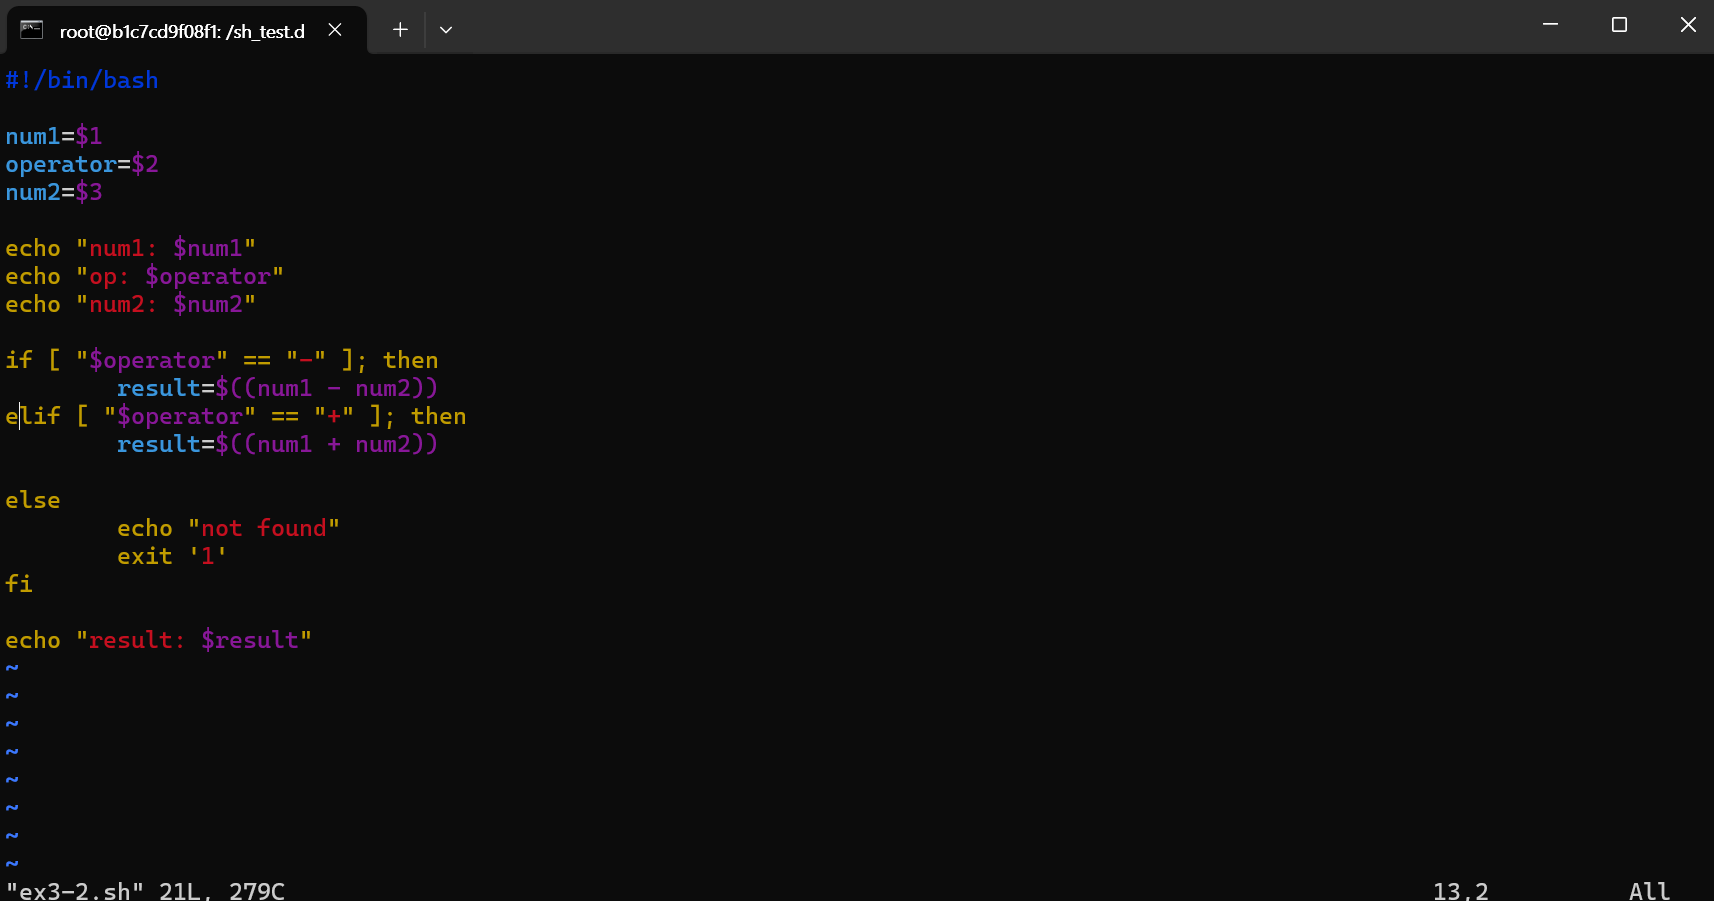 root@b1c7cd9f08f1: /sh_test.d
#!/bin/bash
num1=$1
operator=$2
num2=$3
echo "num1: $num1"
echo "op: $operator"
echo "num2: $num2"
if [ "$operator" == "-" ]; then
        result=$((num1 - num2))
elif [ "$operator" == "+" ]; then
        result=$((num1 + num2))
else
        echo "not found"
        exit '1'
fi
echo "result: $result"
~
~
~
~
~
~
~
~
"ex3-2.sh" 21L, 279C 13,2 All